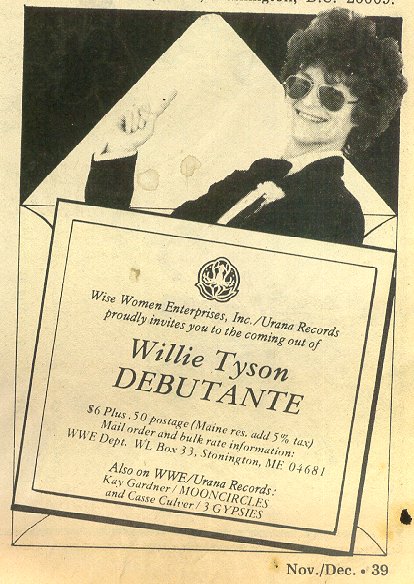 D.C. 20005.
Wise Women Enterprises, Inc./Urana Records
proudly invites you to the coming out of
Willie Tyson
DEBUTANTE
$6 Plus .50 postage (Maine res. add 5% tax)
Mail order and bulk rate information:
WWE Dept. WL Box 33, Stonington, ME 04681
Also on WWE/Urana Records:
Kay Gardner/MOONCIRCLES
and Casse Culver/3 GYPSIES
Nov./Dec. • 39